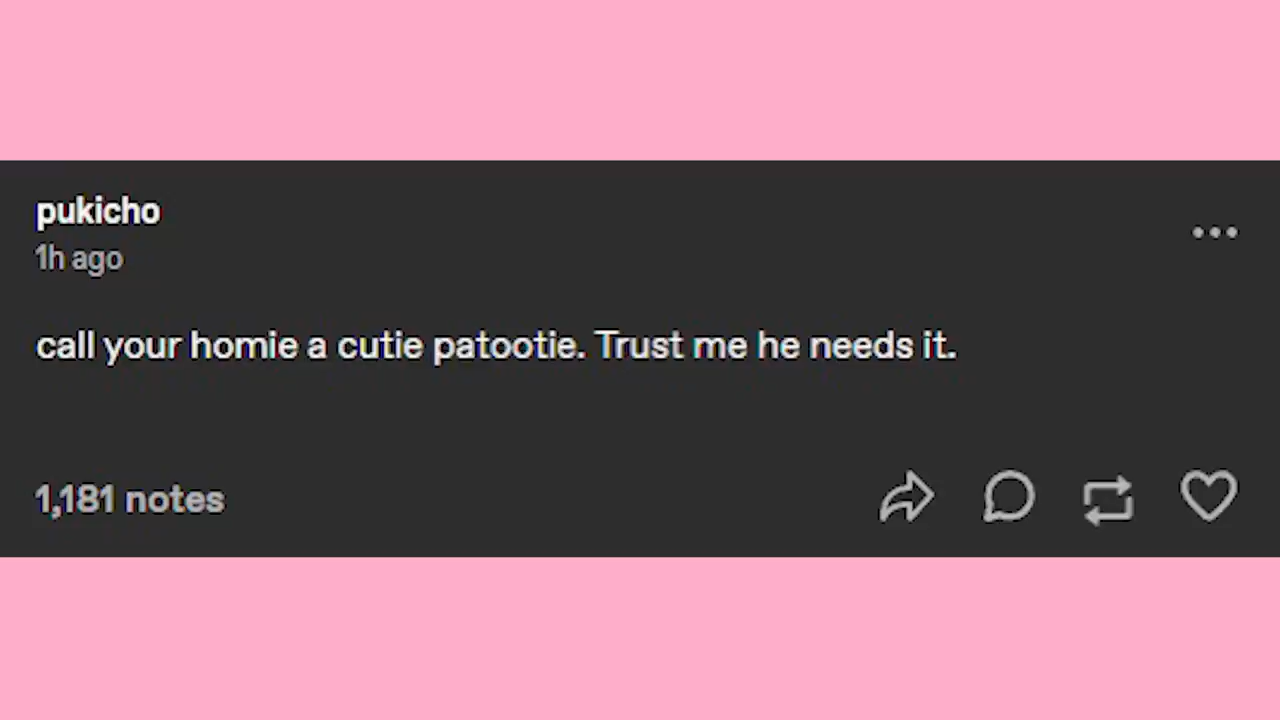 pukicho
1h ago
call your homie a cutie patootie. Trust me he needs it.
1,181 notes